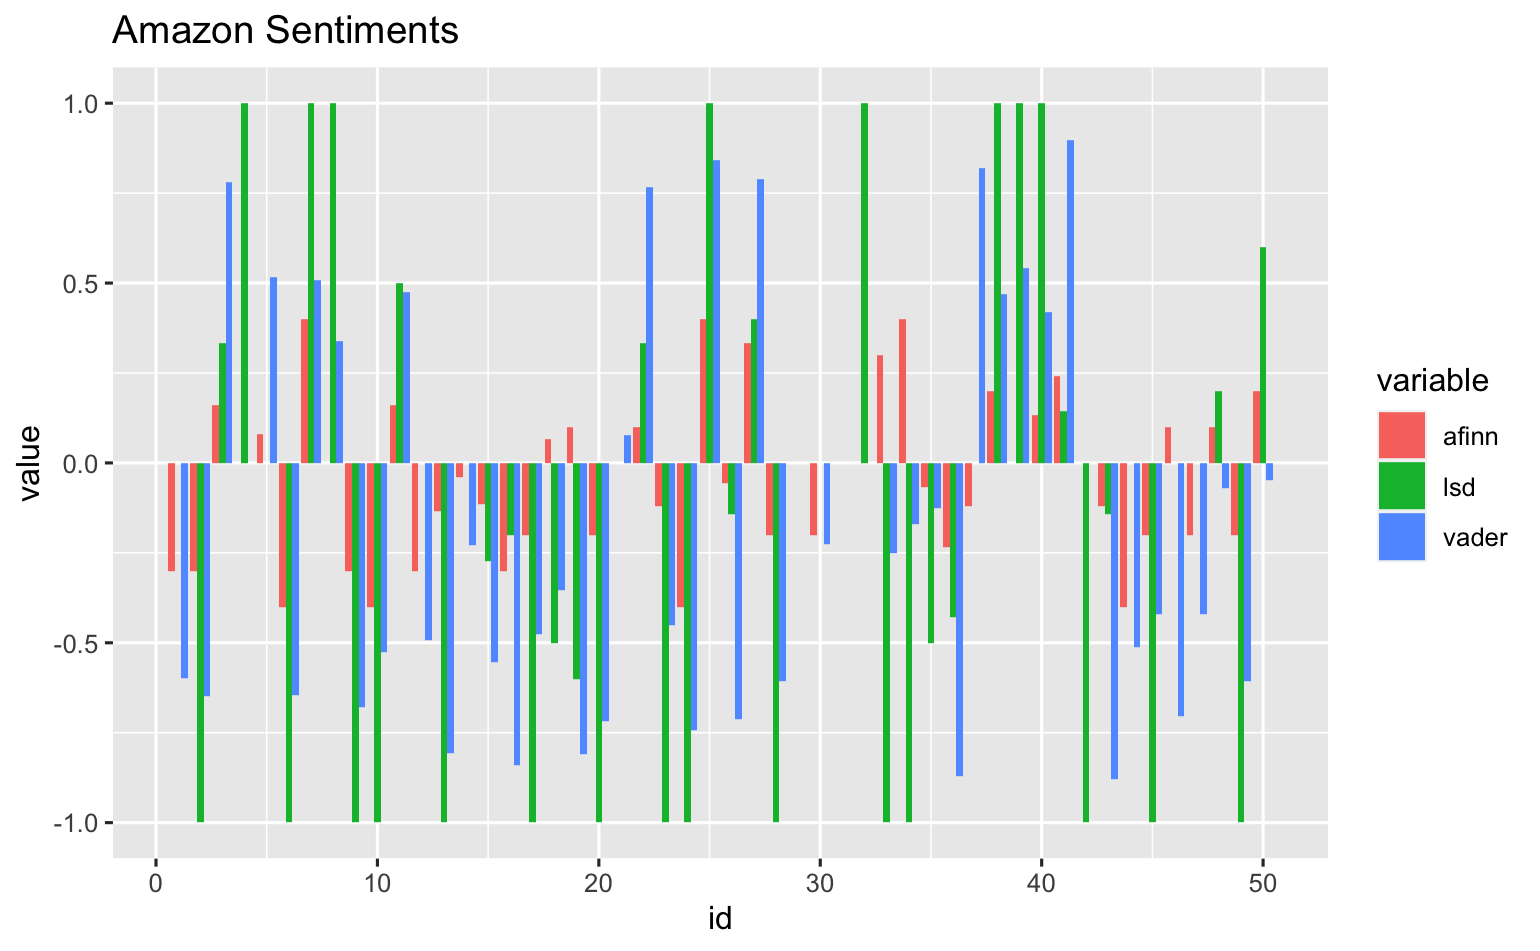 Amazon Sentiments
1.0
0.5
0.0
-0.5
-1.0
value
0 10 20 30 40 50
id
variable
afinn
lsd
vader